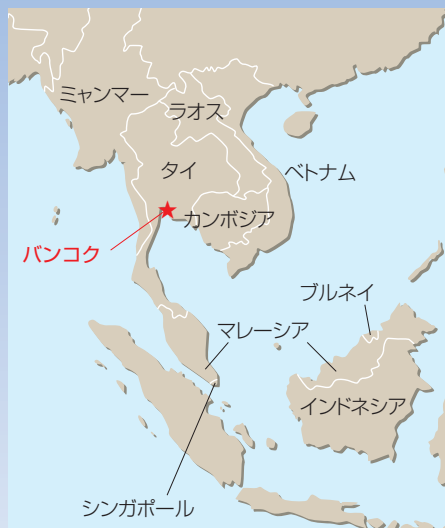 ミャンマー
ラオス
タイ
ベトナム
カンボジア
バンコク
ブルネイ
マレーシア
インドネシア
シンガポール